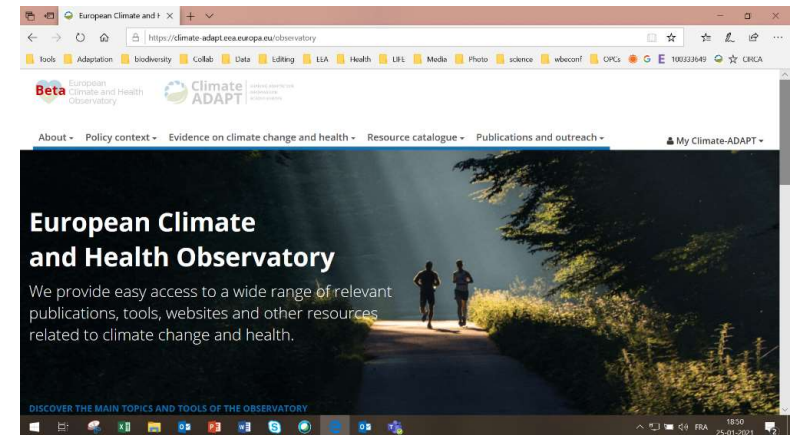 European Climate and H
https://climate-adapt.eea.europa.eu/observatory
Tools Adaptation biodiversity Collab Data Editing EEA Health LIFE Media Photo science wbeconf OPCs G E 100333649 CIRCA
Beta European Climate and Health Observatory
Climate ADAPT
About Policy context Evidence on climate change and health Resource catalogue Publications and outreach My Climate-ADAPT
European Climate
and Health Observatory
We provide easy access to a wide range of relevant
publications, tools, websites and other resources
related to climate change and health.
DISCOVER THE MAIN TOPICS AND TOOLS OF THE OBSERVATORY
FRA 18:50
25-01-2021